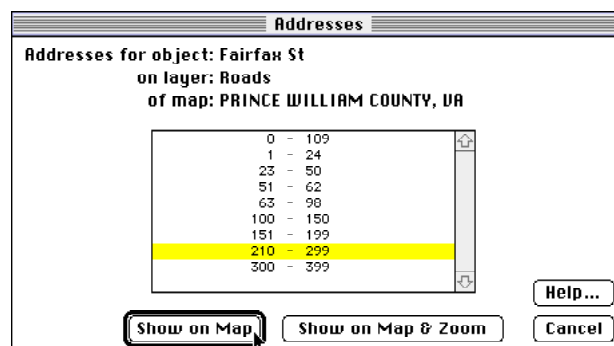 Addresses
Addresses for object: Fairfax St
on layer: Roads
of map: PRINCE WILLIAM COUNTY, VA
0 - 109
1 - 24
23 - 50
51 - 62
63 - 98
100 - 150
151 - 199
210 - 299
300 - 399
Help...
Show on Map Show on Map & Zoom Cancel